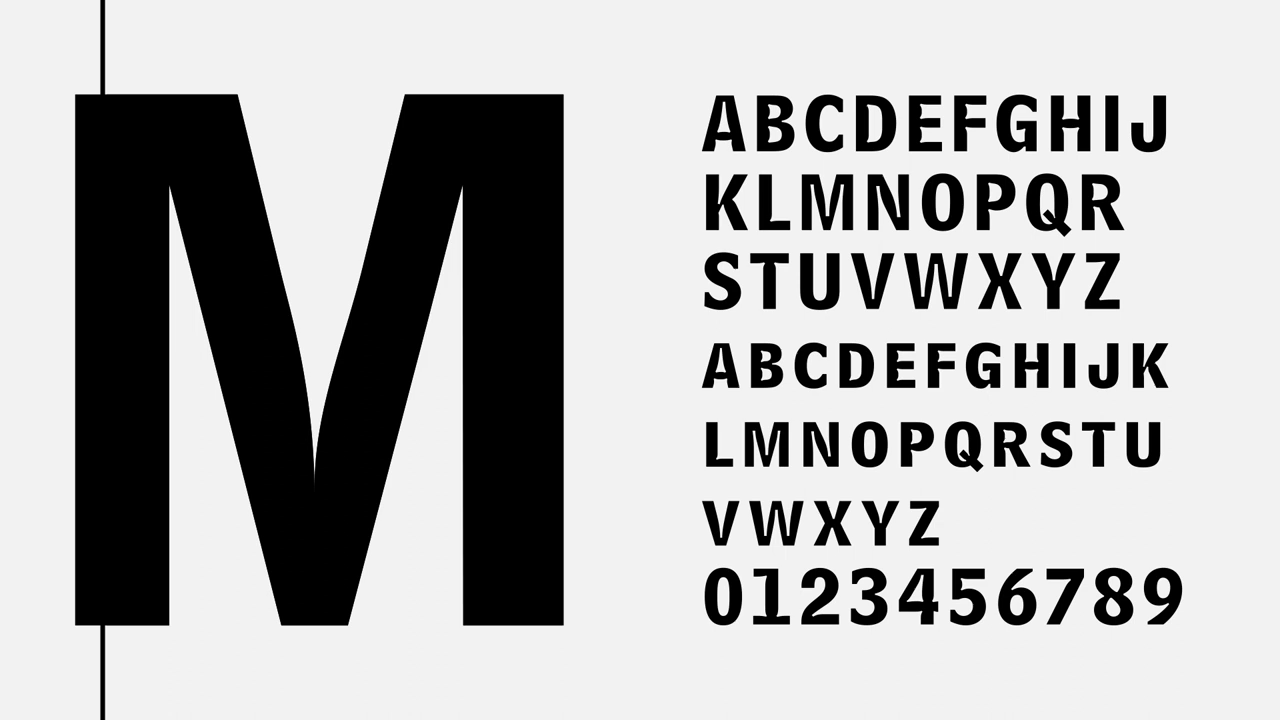 M
ABCDEFGHIJ
KLMNOPQR
STUVWXYZ
ABCDEFGHIJK
LMNOPQRSTU
VWXYZ
0123456789